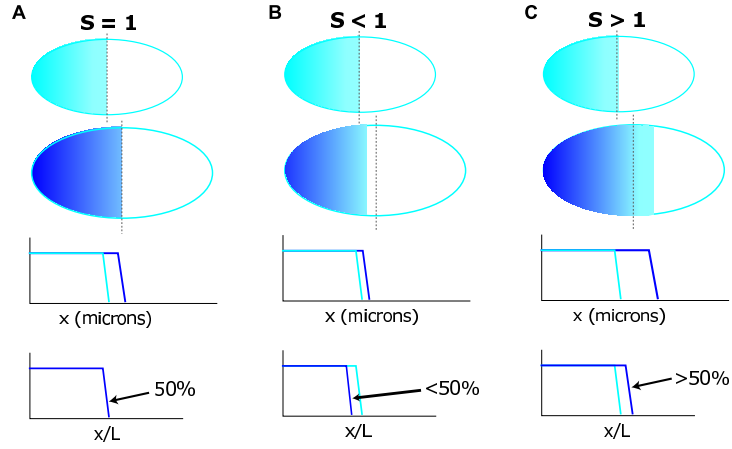 A
S = 1
B
S < 1
C
S > 1
x (microns)
x (microns)
x (microns)
50%
<50%
>50%
x/L
x/L
x/L